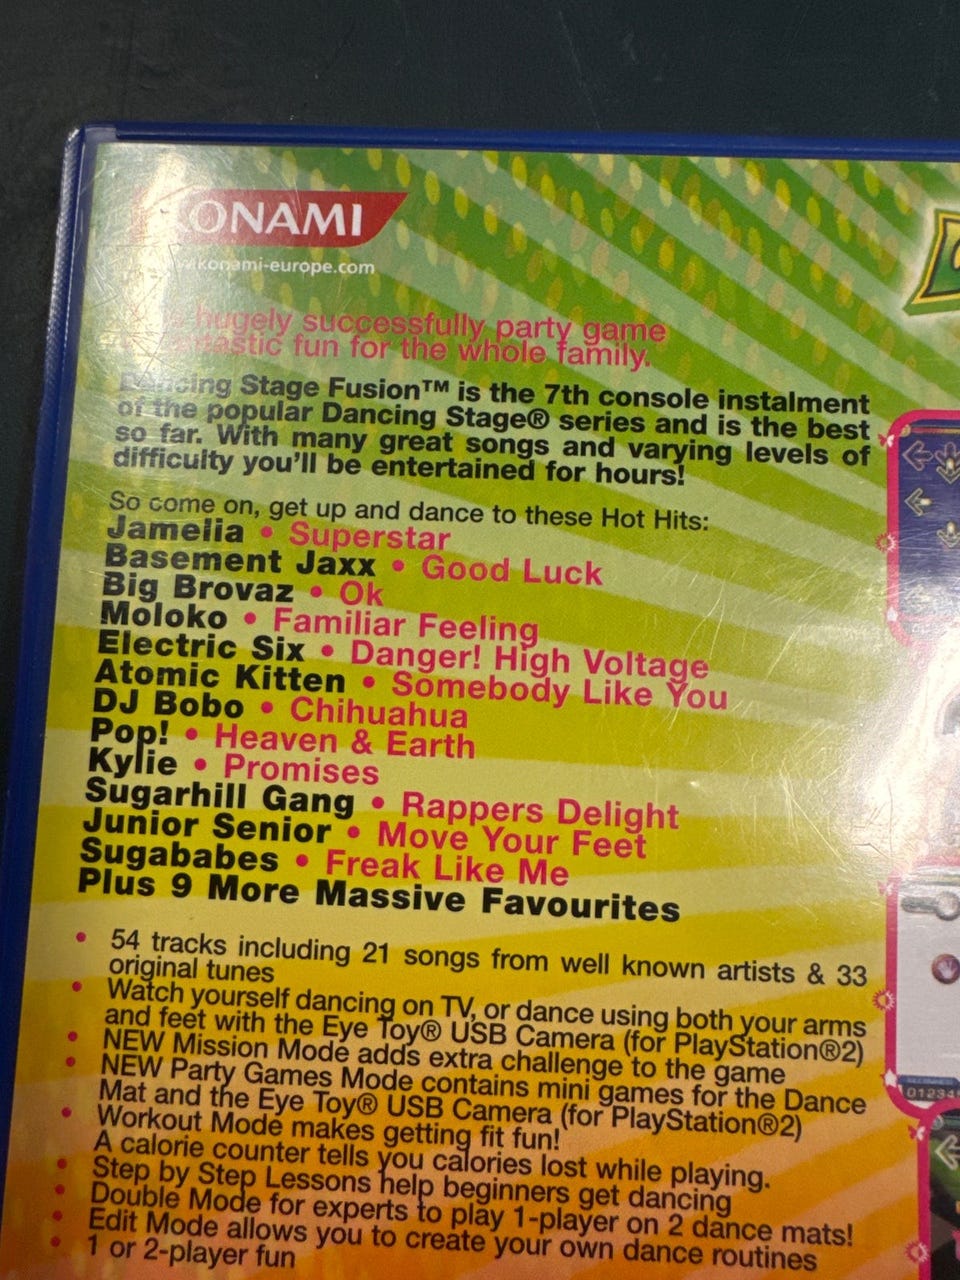 KONAMI
konami-europe.com
hugely successfully party game
fun for the whole family.
Dancing Stage Fusion™ is the 7th console instalment
of the popular Dancing Stage® series and is the best
so far. With many great songs and varying levels of
difficulty you'll be entertained for hours!
So come on, get up and dance to these Hot Hits:
Jamelia • Superstar
Basement Jaxx • Good Luck
Big Brovaz • Ok
Moloko • Familiar Feeling
Electric Six • Danger! High Voltage
Atomic Kitten • Somebody Like You
DJ Bobo • Chihuahua
Pop! • Heaven & Earth
Kylie • Promises
Sugarhill Gang • Rappers Delight
Junior Senior • Move Your Feet
Sugababes • Freak Like Me
Plus 9 More Massive Favourites
• 54 tracks including 21 songs from well known artists & 33
original tunes
• Watch yourself dancing on TV, or dance using both your arms
and feet with the Eye Toy® USB Camera (for PlayStation®2)
• NEW Mission Mode adds extra challenge to the game
• NEW Party Games Mode contains mini games for the Dance
Mat and the Eye Toy® USB Camera (for PlayStation®2)
• Workout Mode makes getting fit fun!
A calorie counter tells you calories lost while playing.
• Step by Step Lessons help beginners get dancing
• Double Mode for experts to play 1-player on 2 dance mats!
• Edit Mode allows you to create your own dance routines
• 1 or 2-player fun